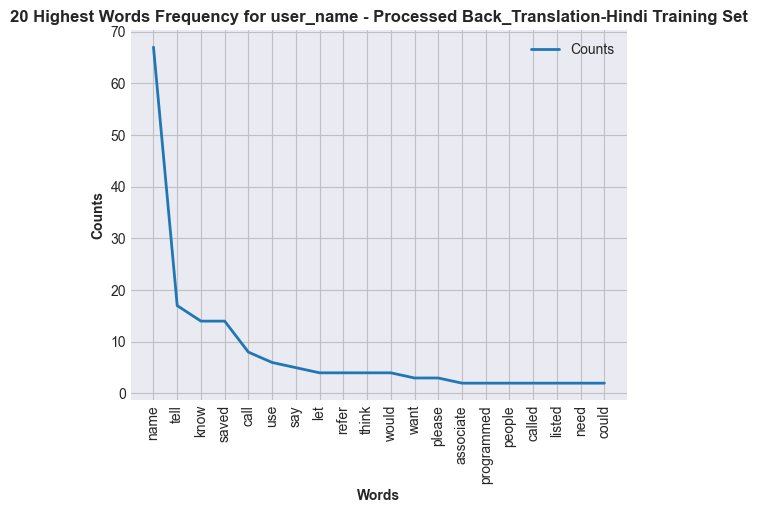 20 Highest Words Frequency for user_name - Processed Back_Translation-Hindi Training Set
Counts
70
60
50
40
30
20
10
0
Counts
name
tell
know
saved
call
use
say
let
refer
think
would
want
please
associate
programmed
people
called
listed
need
could
Words